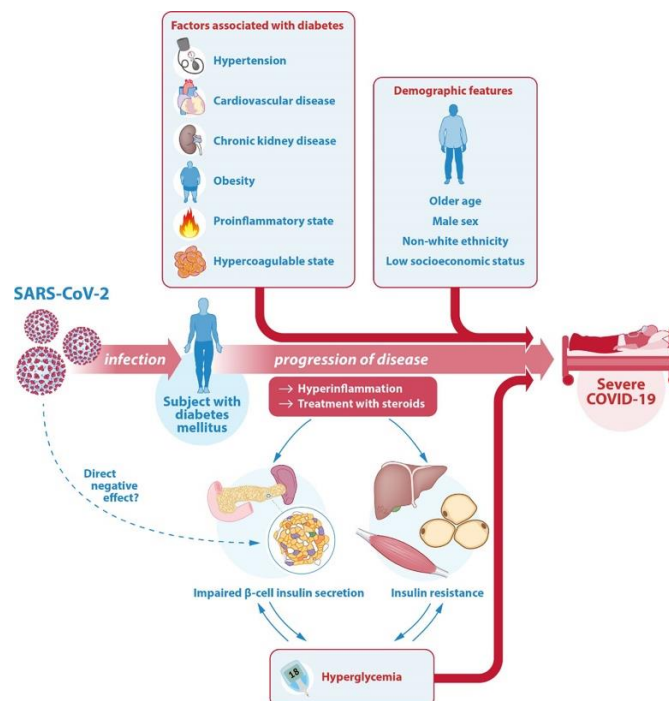 Factors associated with diabetes
Hypertension
Cardiovascular disease
Chronic kidney disease
Obesity
Proinflammatory state
Hypercoagulable state
Demographic features
Older age
Male sex
Non-white ethnicity
Low socioeconomic status
SARS-CoV-2
infection
progression of disease
Subject with
diabetes
mellitus
→ Hyperinflammation
→ Treatment with steroids
Severe
COVID-19
Direct
negative
effect?
Impaired β-cell insulin secretion
Insulin resistance
18
Hyperglycemia